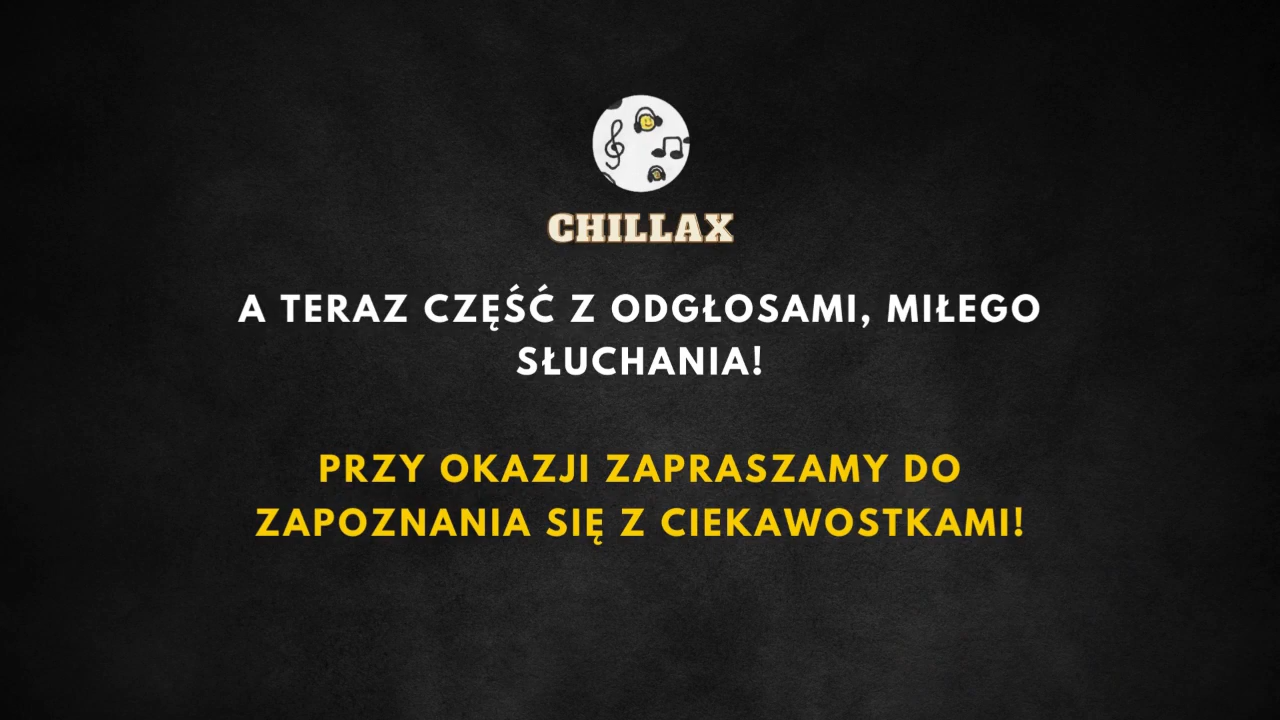 CHILLAX
A TERAZ CZĘŚĆ Z ODGŁOSAMI, MIŁEGO
SŁUCHANIA!
PRZY OKAZJI ZAPRASZAMY DO
ZAPOZNANIA SIĘ Z CIEKAWOSTKAMI!